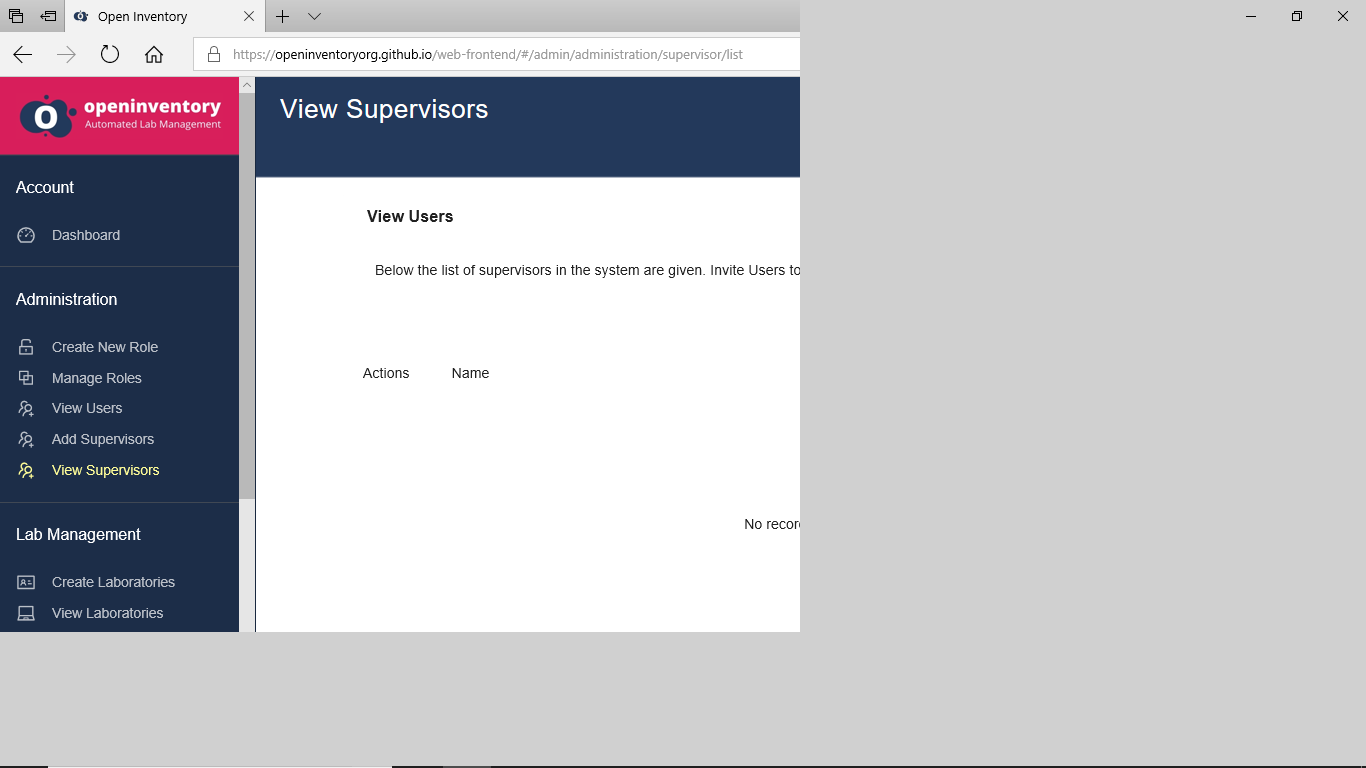 Open Inventory
https://openinventoryorg.github.io/web-frontend/#/admin/administration/supervisor/list
openinventory
Automated Lab Management
View Supervisors
Account
Dashboard
Administration
Create New Role
Manage Roles
View Users
Add Supervisors
View Supervisors
Lab Management
Create Laboratories
View Laboratories
View Users
Below the list of supervisors in the system are given. Invite Users to
Actions Name
No